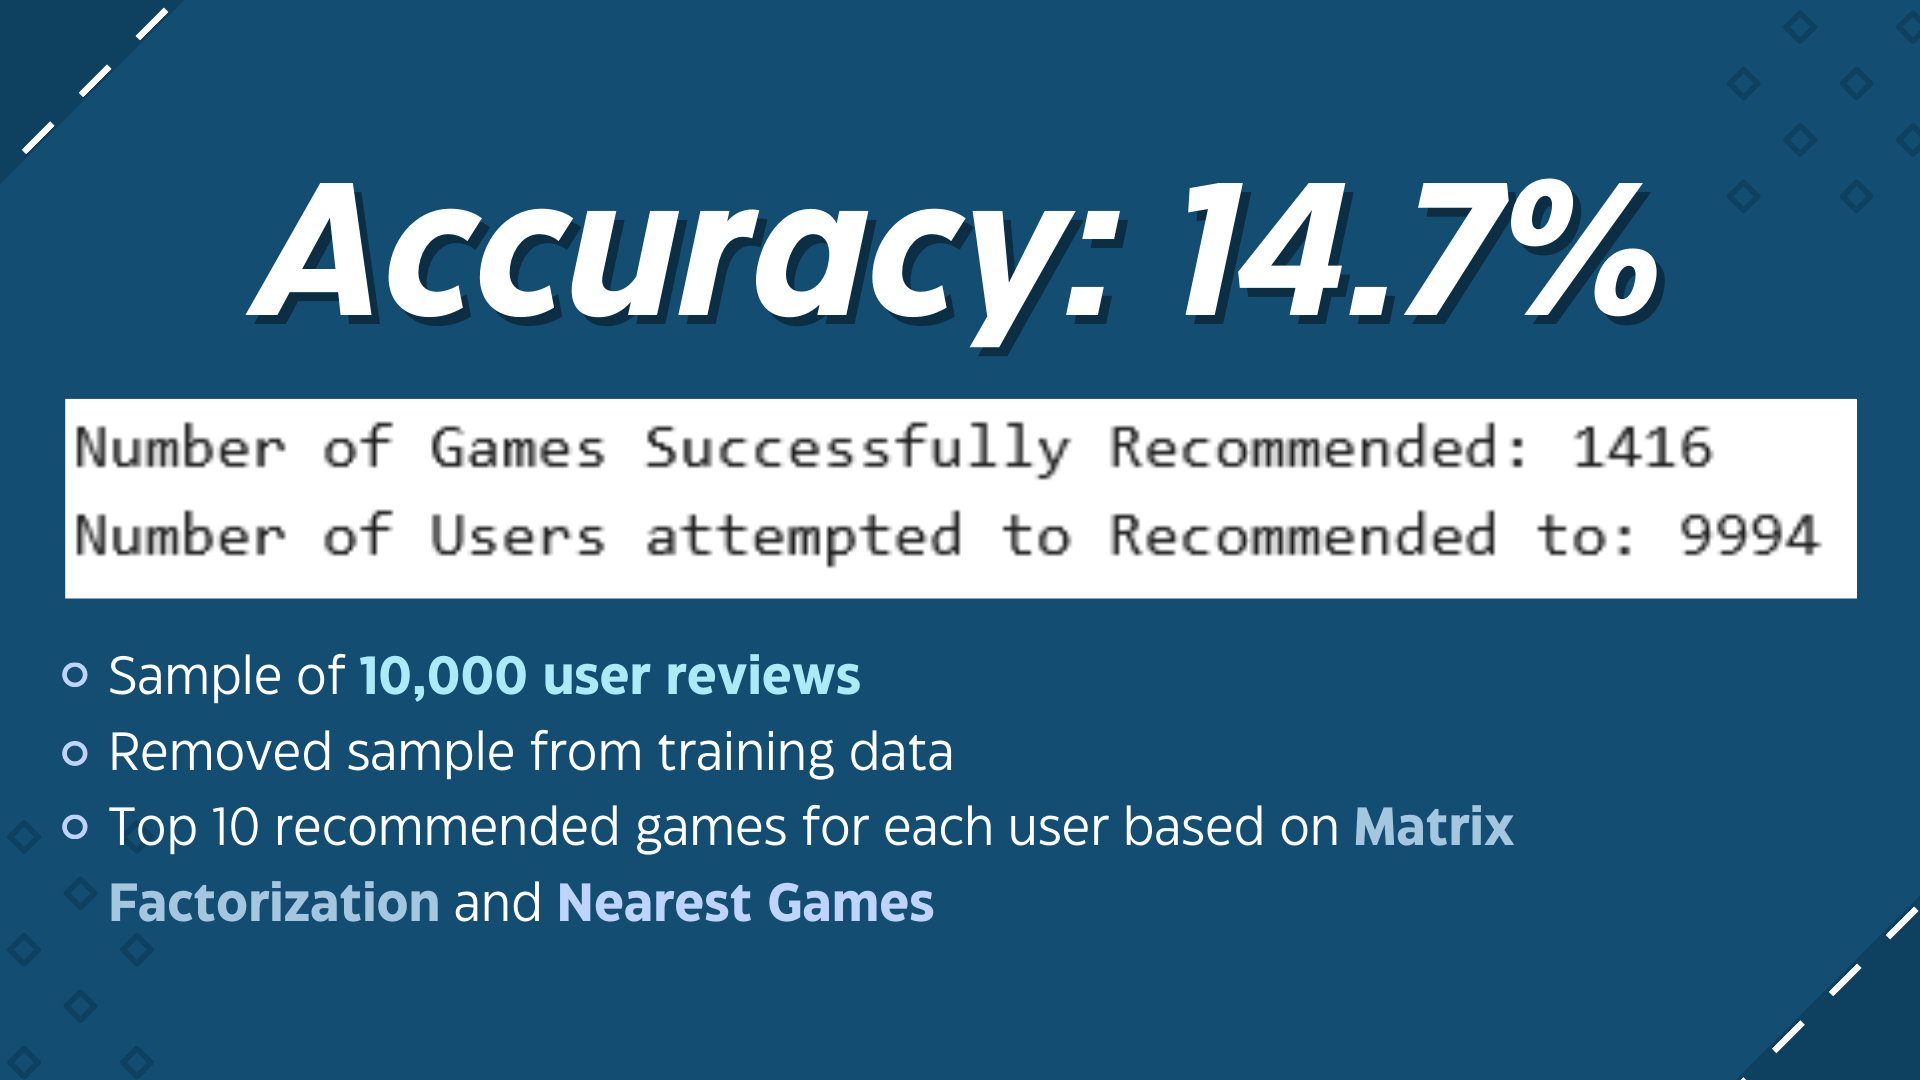 Accuracy: 14.7%
Number of Games Successfully Recommended: 1416
Number of Users attempted to Recommended to: 9994
Sample of 10,000 user reviews
Removed sample from training data
Top 10 recommended games for each user based on Matrix
Factorization and Nearest Games